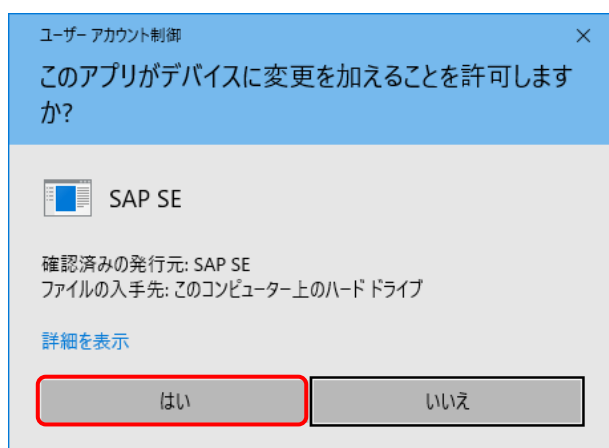 ユーザー アカウント制御
このアプリがデバイスに変更を加えることを許可します
か?
SAP SE
確認済みの発行元: SAP SE
ファイルの入手先: このコンピューター上のハード ドライブ
詳細を表示
はい
いいえ